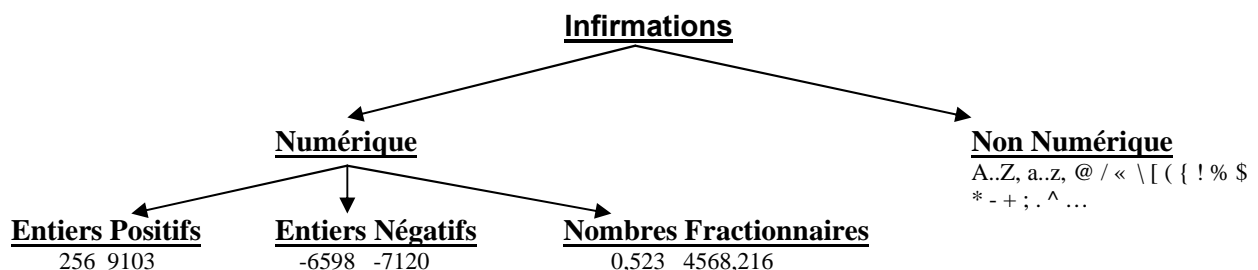 Infirmations
Numérique
Non Numérique
A..Z, a..z, @ / « \ [ ( { ! % $
* - + ; . ^ …
Entiers Positifs
Entiers Négatifs
Nombres Fractionnaires
256 9103
-6598 -7120
0,523 4568,216